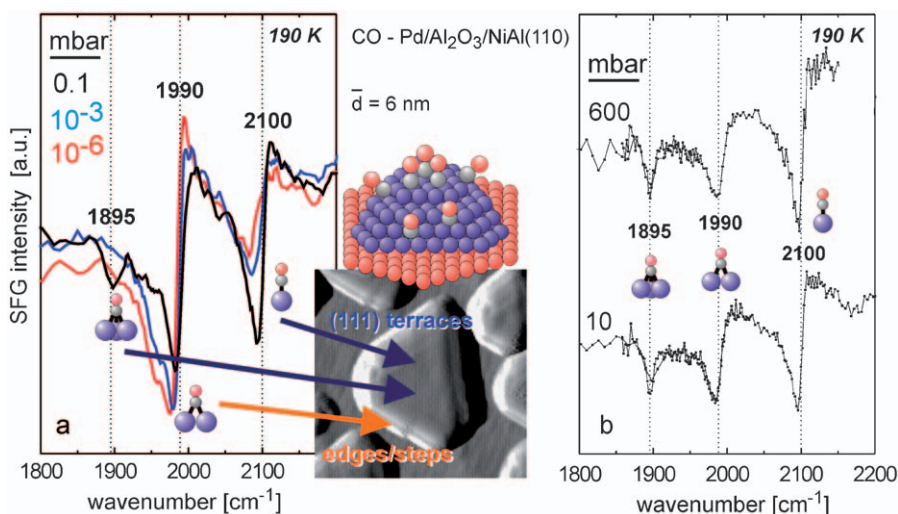 mbar
0.1
10⁻³
10⁻⁶
190 K
1990
2100
1895
SFG intensity [a.u.]
a
1800 1900 2000 2100
wavenumber [cm⁻¹]
CO - Pd/Al₂O₃/NiAl(110)
d̄ = 6 nm
(111) terraces
edges/steps
190 K
mbar
600
1895
1990
2100
10
b
1800 1900 2000 2100 2200
wavenumber [cm⁻¹]